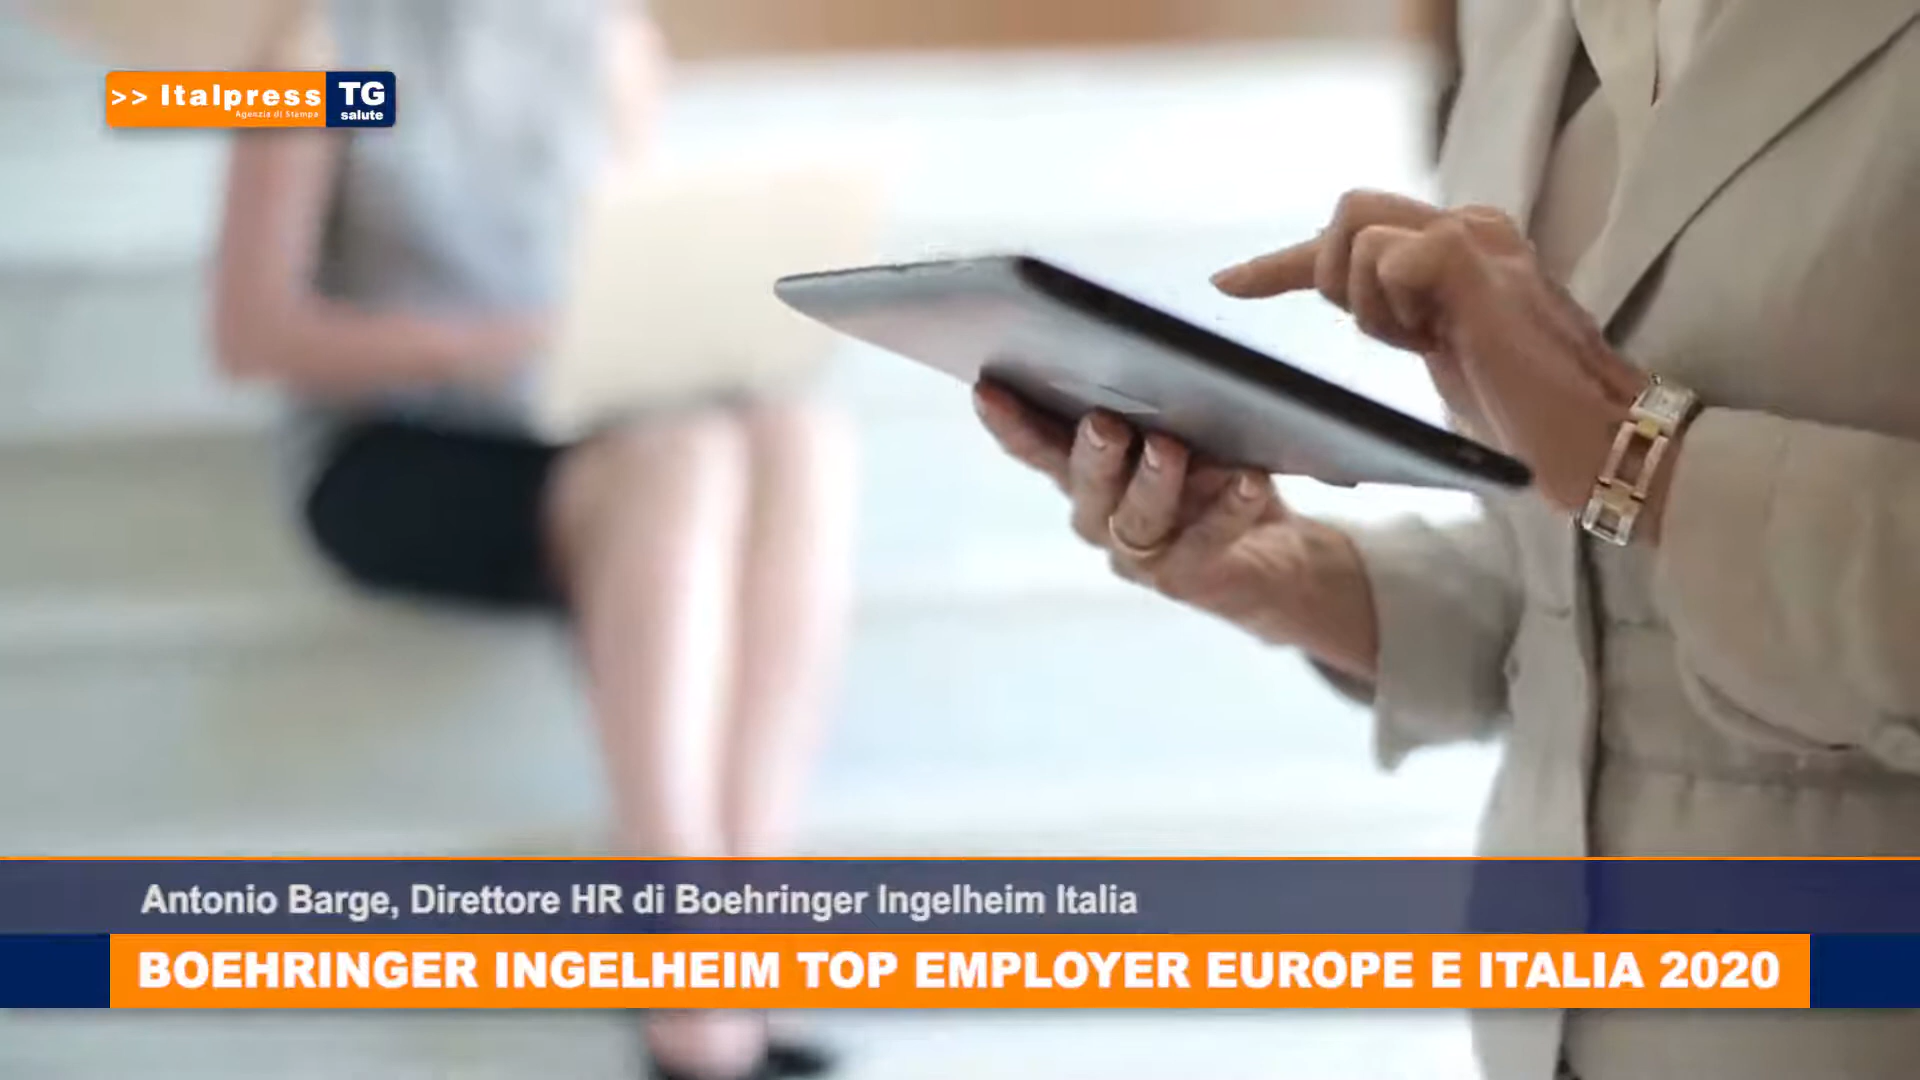 >> Italpress
Agenzia di Stampa
TG
salute
Antonio Barge, Direttore HR di Boehringer Ingelheim Italia
BOEHRINGER INGELHEIM TOP EMPLOYER EUROPE E ITALIA 2020